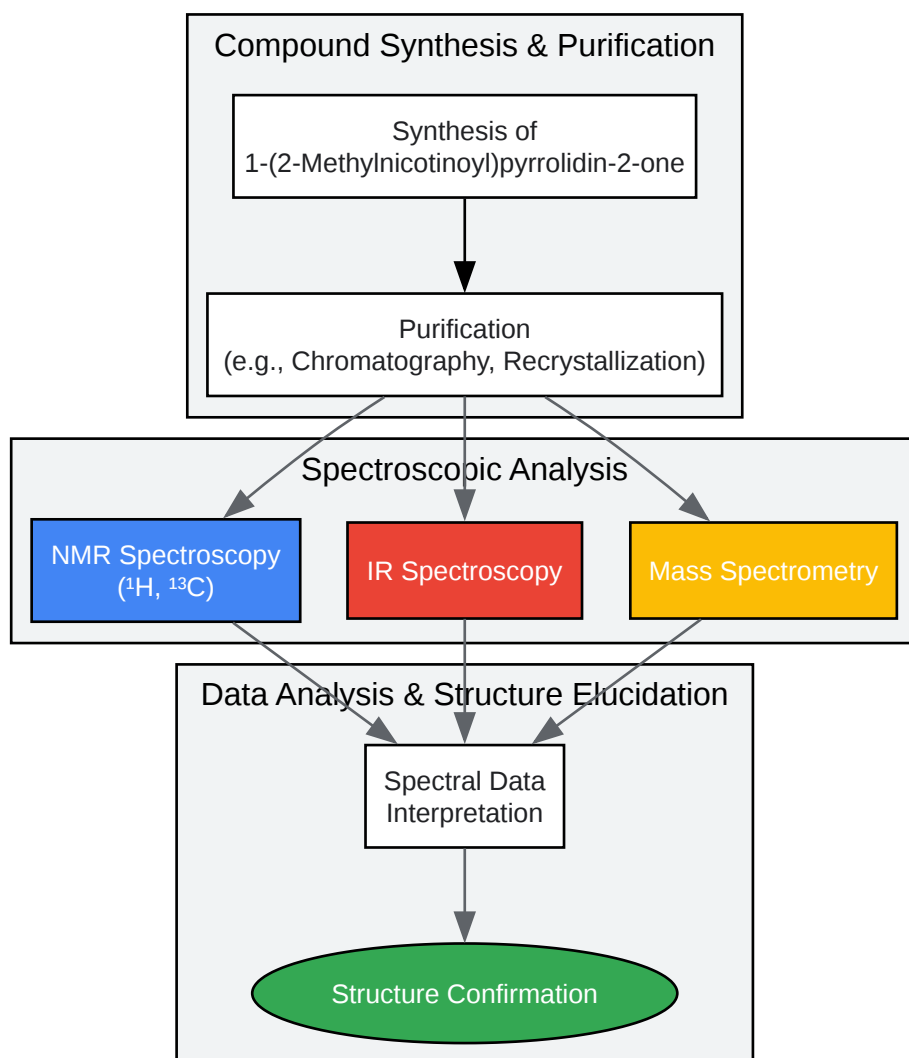 Compound Synthesis & Purification
Synthesis of
1-(2-Methylnicotinoyl)pyrrolidin-2-one
Purification
(e.g., Chromatography, Recrystallization)
Spectroscopic Analysis
NMR Spectroscopy
(¹H, ¹³C)
IR Spectroscopy
Mass Spectrometry
Data Analysis & Structure Elucidation
Spectral Data
Interpretation
Structure Confirmation